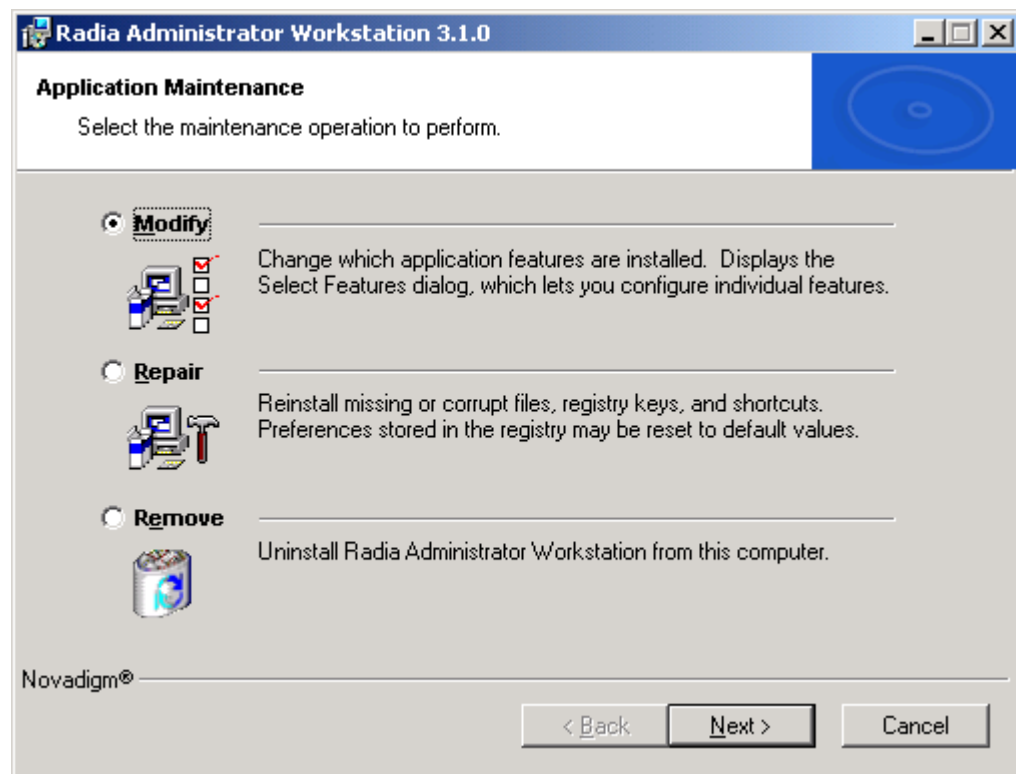 Radia Administrator Workstation 3.1.0
Application Maintenance
Select the maintenance operation to perform.
Modify
Change which application features are installed. Displays the
Select Features dialog, which lets you configure individual features.
Repair
Reinstall missing or corrupt files, registry keys, and shortcuts.
Preferences stored in the registry may be reset to default values.
Remove
Uninstall Radia Administrator Workstation from this computer.
Novadigm®
< Back
Next >
Cancel